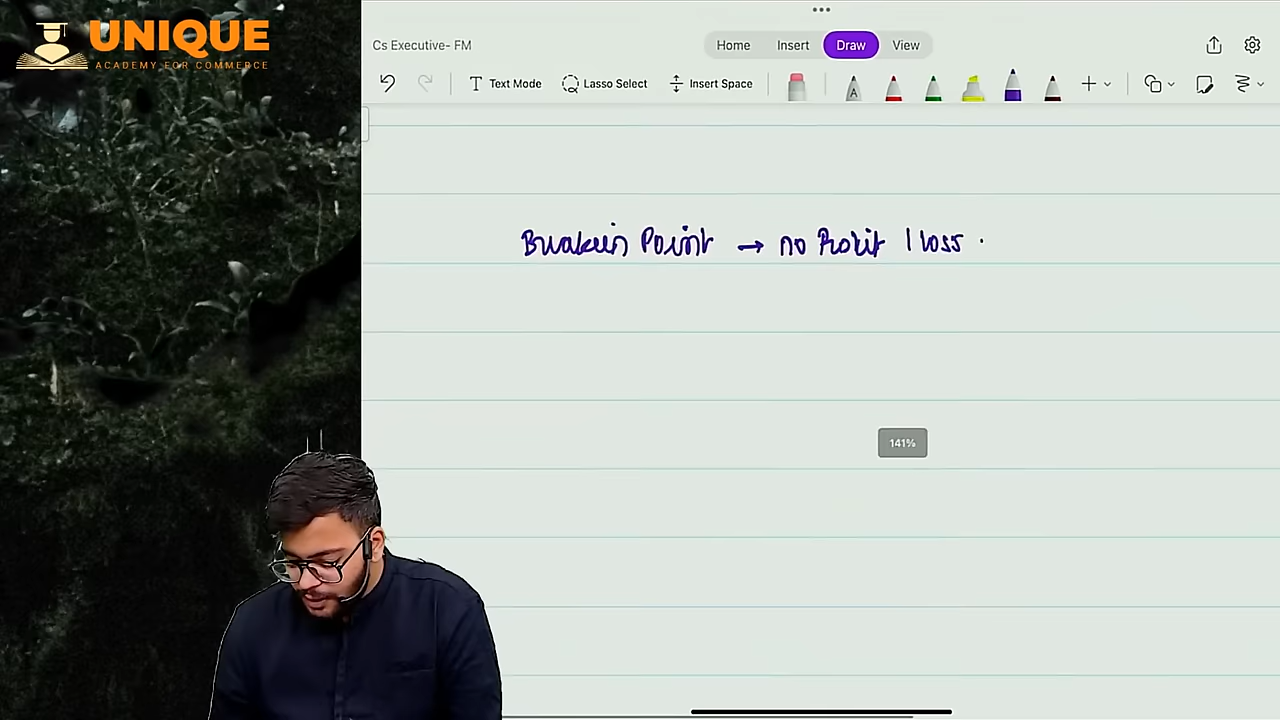 UNIQUE
ACADEMY FOR COMMERCE
Cs Executive- FM
Home Insert Draw View
Text Mode Lasso Select Insert Space
A
Breakein Point → no Profit / loss .
141%